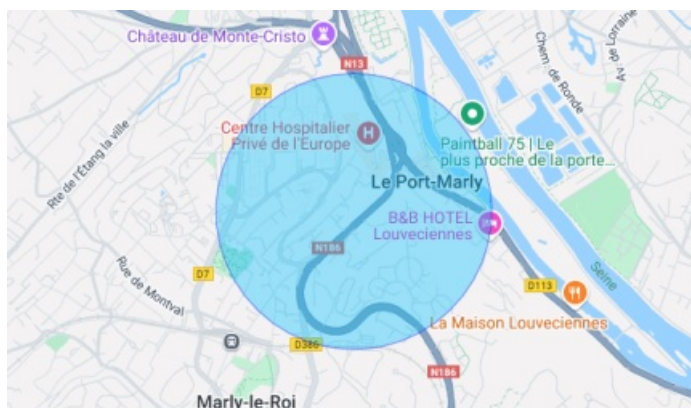 Château de Monte-Cristo
N13
D7
Centre Hospitalier
Privé de l'Europe
Paintball 75 | Le
plus proche de la porte...
Chem. de Ronde
Av. de Lorraine
Rte de l'Étang la ville
Le Port-Marly
B&B HOTEL
Louveciennes
N186
D7
Rue de Montval
Seine
D113
La Maison Louveciennes
D386
N186
Marly-le-Roi